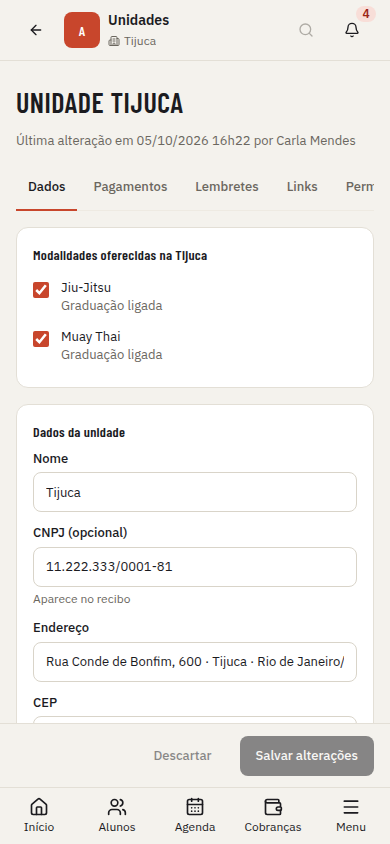 A
Unidades
Tijuca
4
UNIDADE TIJUCA
Última alteração em 05/10/2026 16h22 por Carla Mendes
Dados Pagamentos Lembretes Links Perm
Modalidades oferecidas na Tijuca
Jiu-Jitsu
Graduação ligada
Muay Thai
Graduação ligada
Dados da unidade
Nome
Tijuca
CNPJ (opcional)
11.222.333/0001-81
Aparece no recibo
Endereço
Rua Conde de Bonfim, 600 · Tijuca · Rio de Janeiro/
CEP
Descartar Salvar alterações
Início Alunos Agenda Cobranças Menu